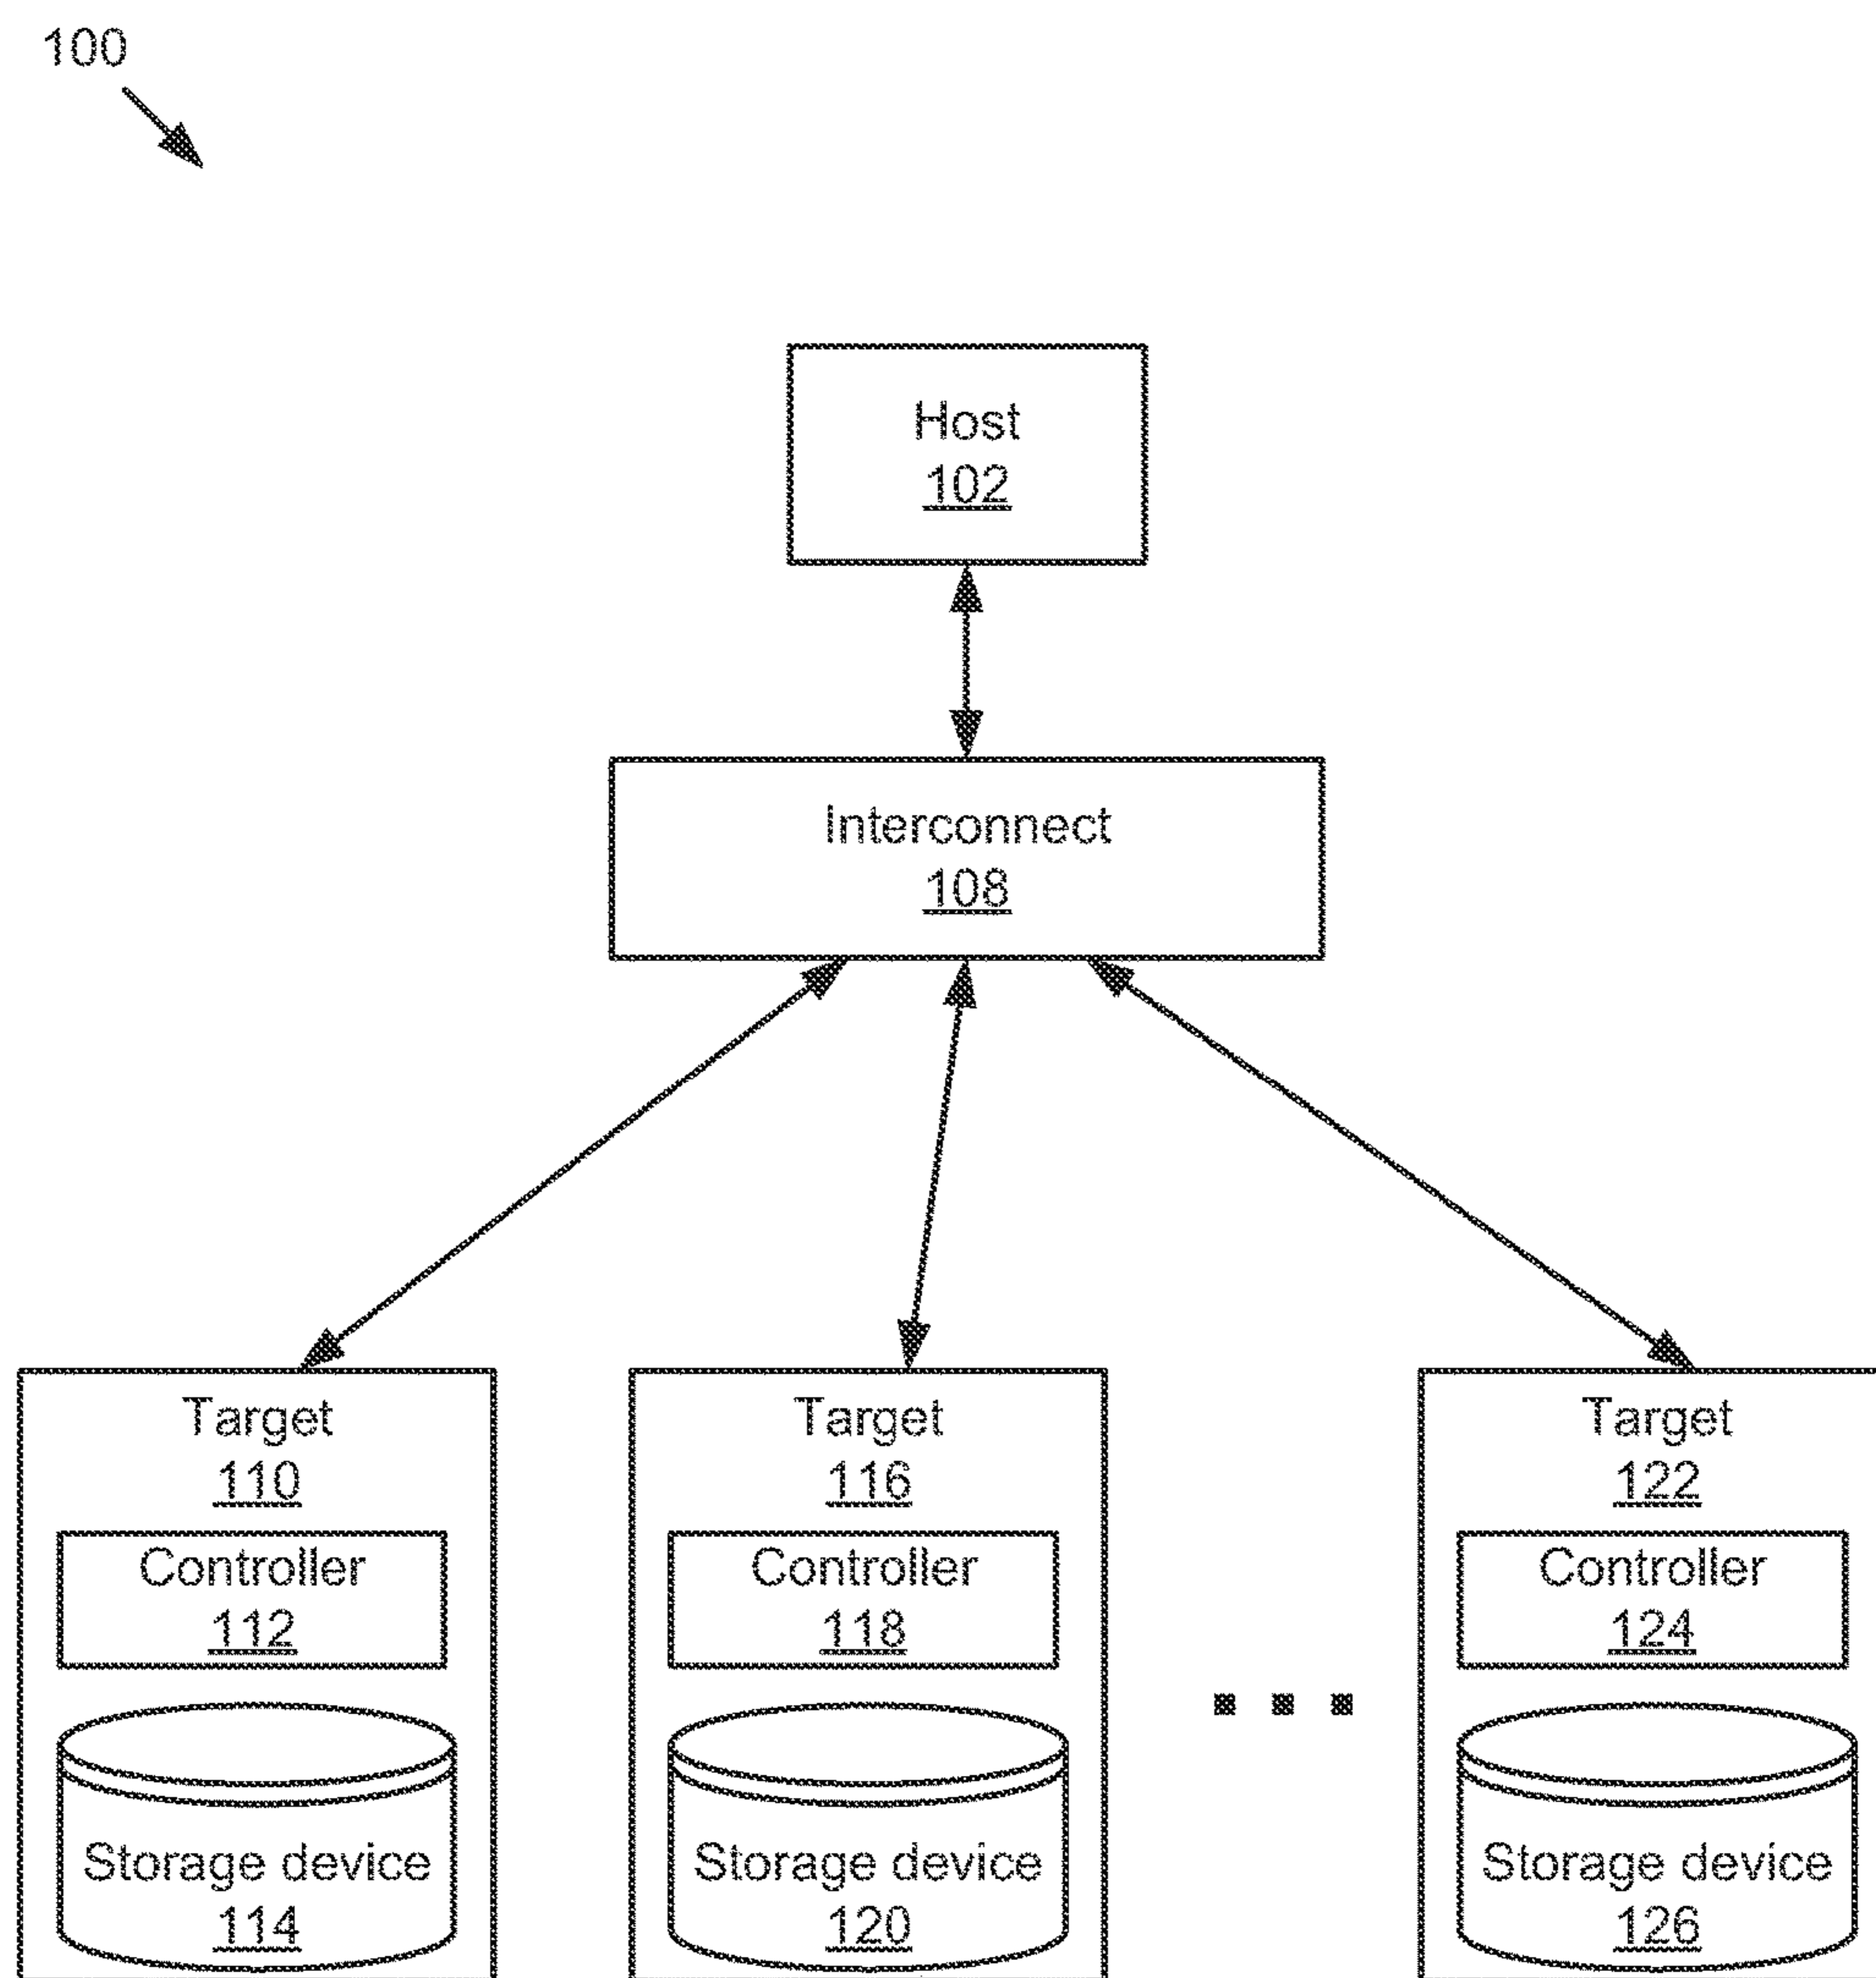 100
Host
102
Interconnect
108
Target
110
Controller
112
Storage device
114
Target
116
Controller
118
Storage device
120
Target
122
Controller
124
Storage device
126